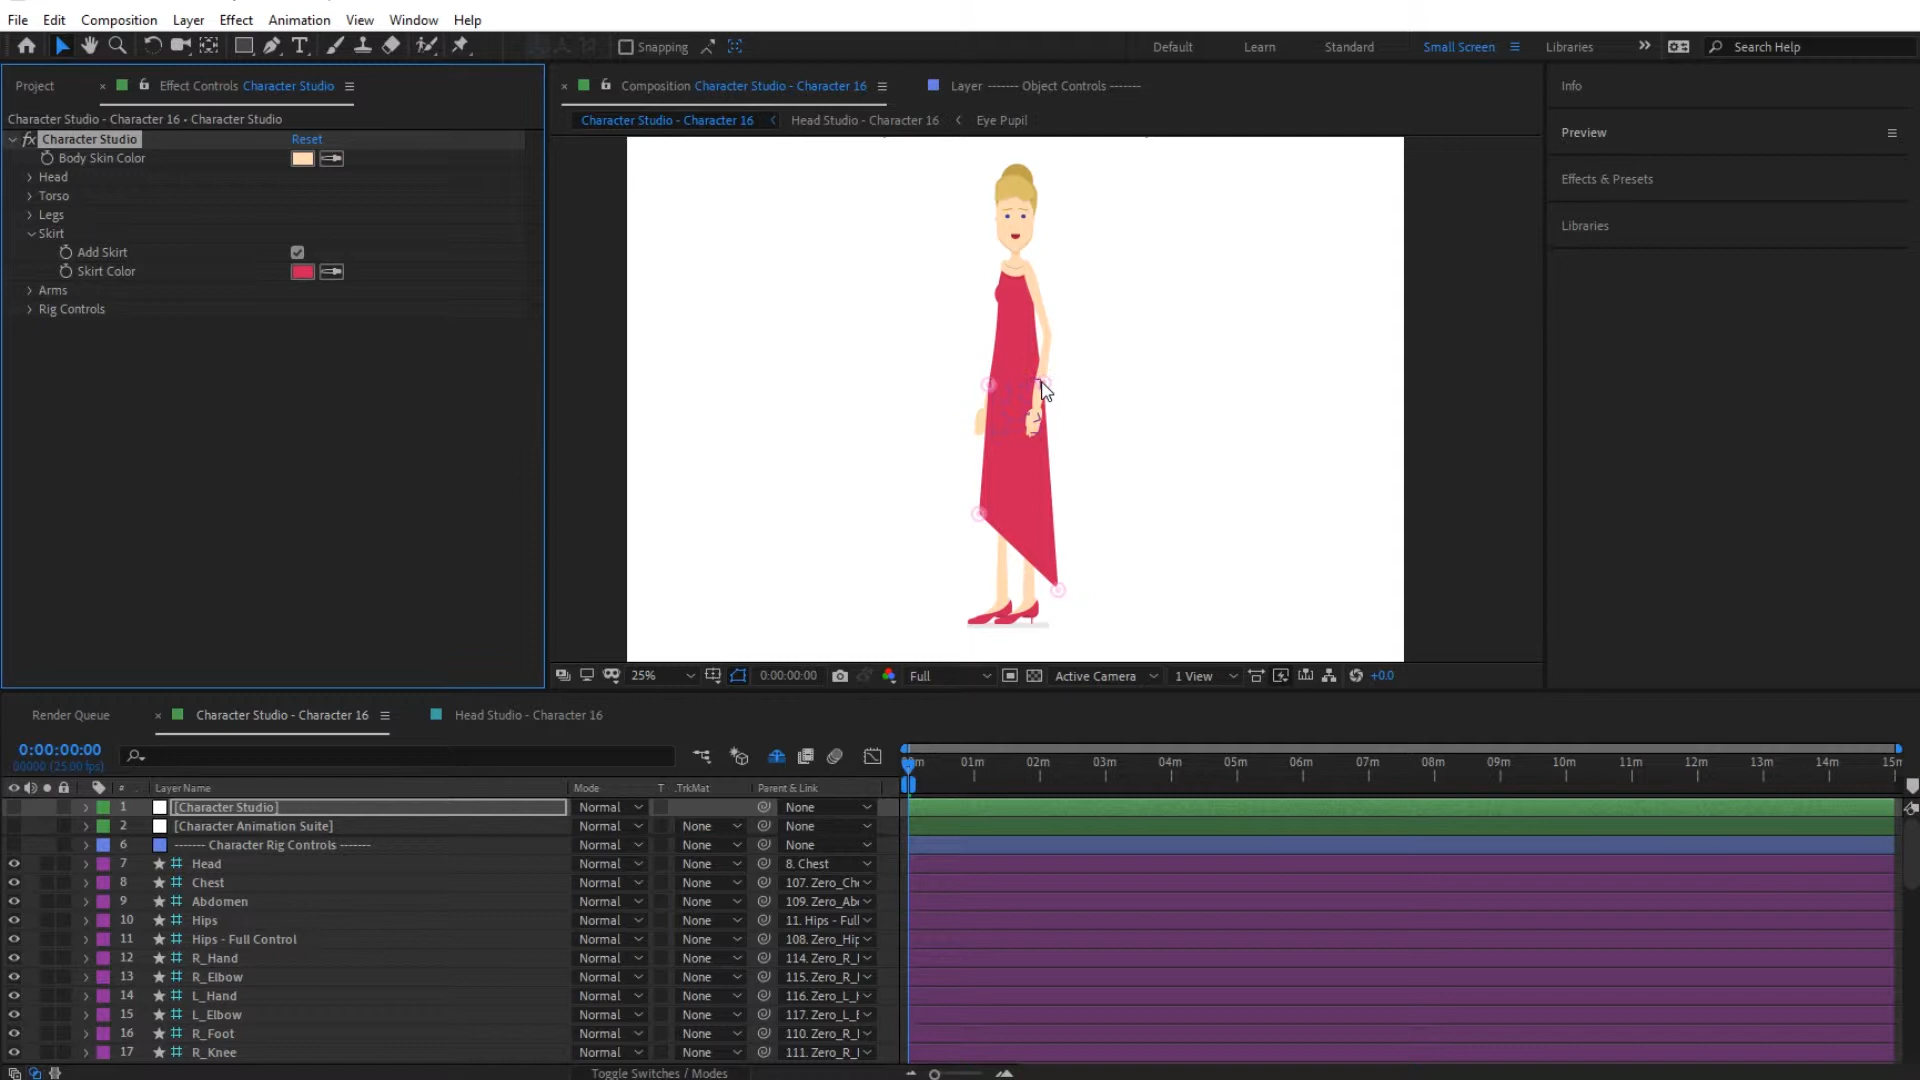 File Edit Composition Layer Effect Animation View Window Help
Snapping Default Learn Standard Small Screen Libraries Search Help
Project Effect Controls Character Studio Composition Character Studio - Character 16 Layer ------- Object Controls ------- Info
Character Studio - Character 16 • Character Studio
Character Studio - Character 16 Head Studio - Character 16 Eye Pupil
Preview
Effects & Presets
Libraries
fx Character Studio Reset
Body Skin Color
Head
Torso
Legs
Skirt
Add Skirt
Skirt Color
Arms
Rig Controls
25% 0:00:00:00 Full Active Camera 1 View +0.0
Render Queue Character Studio - Character 16 Head Studio - Character 16
0:00:00:00
00000 (25.00 fps)
01m 02m 03m 04m 05m 06m 07m 08m 09m 10m 11m 12m 13m 14m
# Layer Name Mode T .TrkMat Parent & Link
1 [Character Studio] Normal None
2 [Character Animation Suite] Normal None None
6 ------- Character Rig Controls ------- Normal None None
7 Head Normal None 8. Chest
8 Chest Normal None 107. Zero_Ch
9 Abdomen Normal None 109. Zero_Ab
10 Hips Normal None 11. Hips - Full
11 Hips - Full Control Normal None 108. Zero_Hip
12 R_Hand Normal None 114. Zero_R_
13 R_Elbow Normal None 115. Zero_R_
14 L_Hand Normal None 116. Zero_L_
15 L_Elbow Normal None 117. Zero_L_
16 R_Foot Normal None 110. Zero_R_
17 R_Knee Normal None 111. Zero_R_
Toggle Switches / Modes